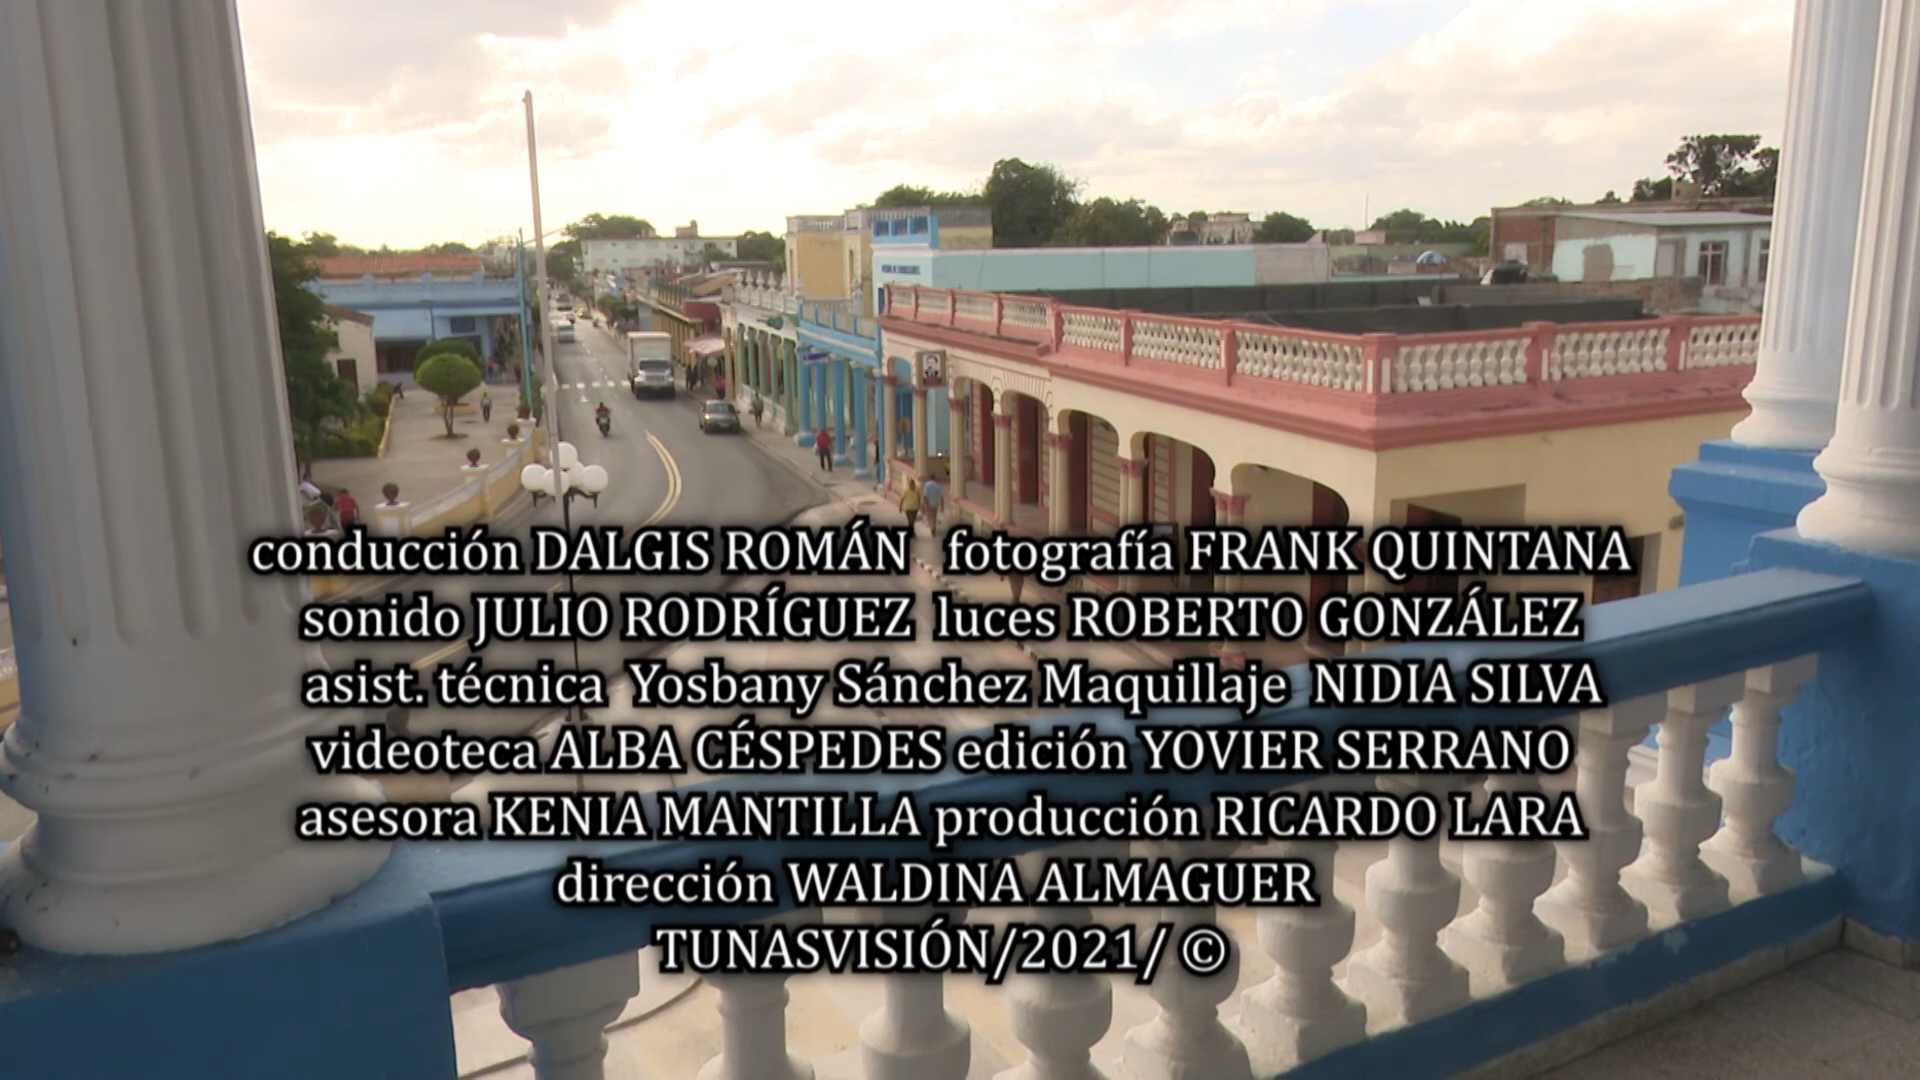 conducción DALGIS ROMÁN fotografía FRANK QUINTANA
sonido JULIO RODRÍGUEZ luces ROBERTO GONZÁLEZ
asist. técnica Yosbany Sánchez Maquillaje NIDIA SILVA
videoteca ALBA CÉSPEDES edición YOVIER SERRANO
asesora KENIA MANTILLA producción RICARDO LARA
dirección WALDINA ALMAGUER
TUNASVISIÓN/2021/ ©